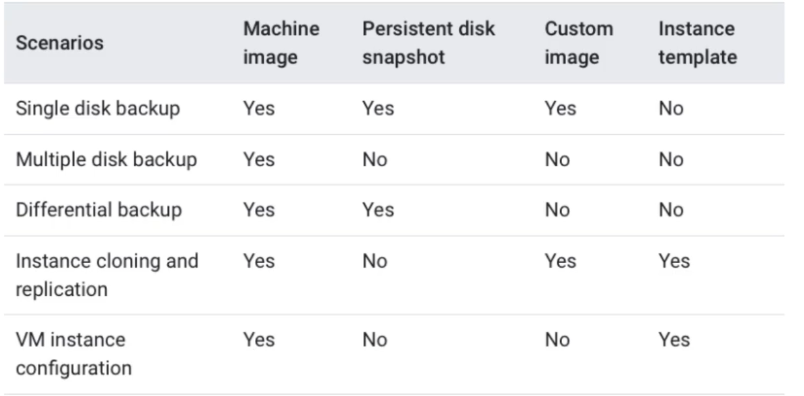 Scenarios Machine image Persistent disk snapshot Custom image Instance template
Single disk backup Yes Yes Yes No
Multiple disk backup Yes No No No
Differential backup Yes Yes No No
Instance cloning and replication Yes No Yes Yes
VM instance configuration Yes No No Yes